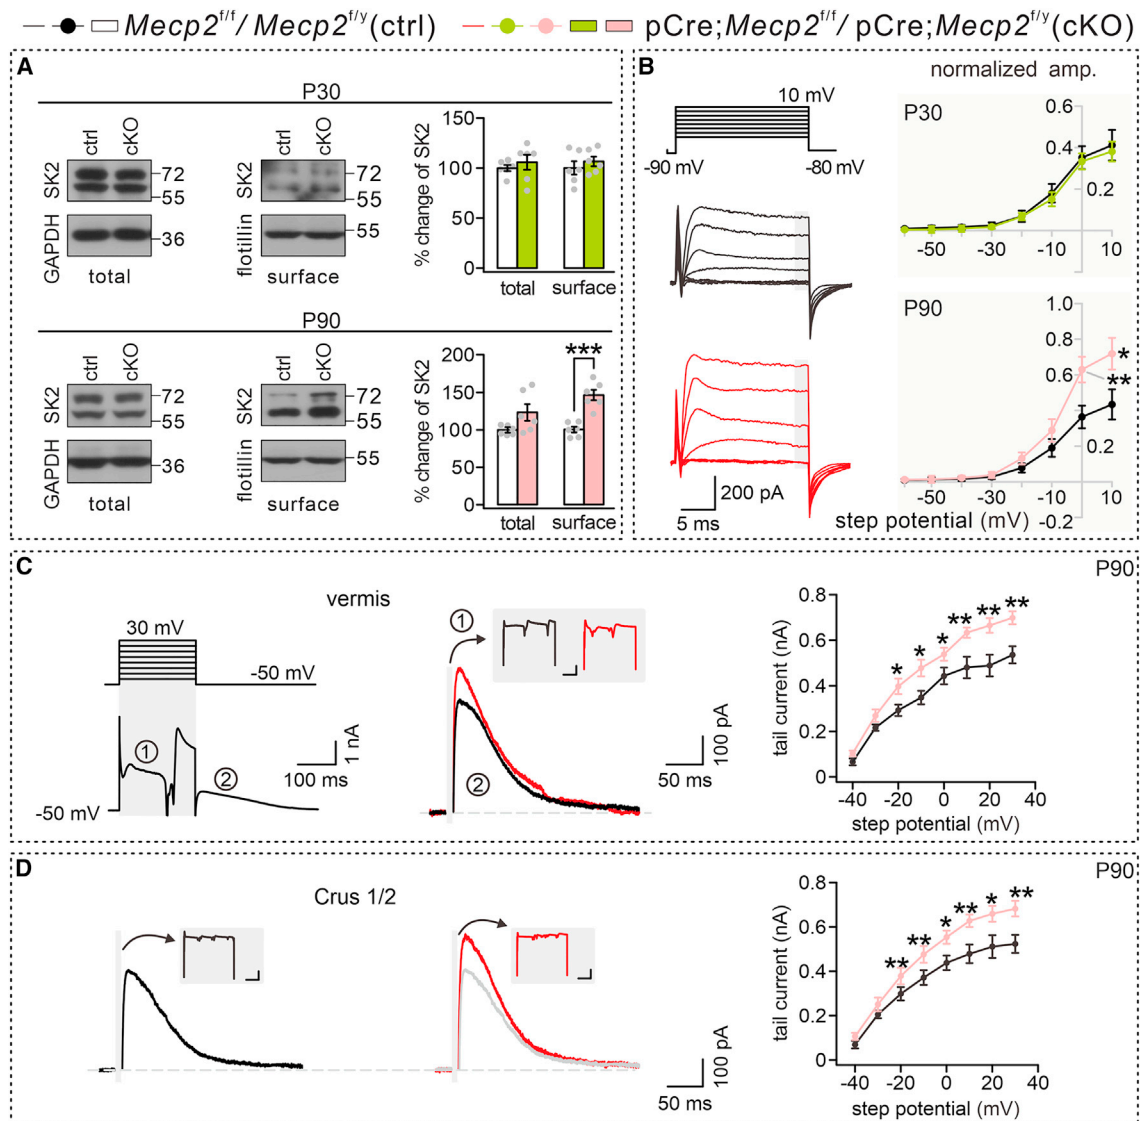 Mecp2f/f/ Mecp2f/y(ctrl) pCre;Mecp2f/f/ pCre;Mecp2f/y(cKO)
A
P30
ctrl cKO
SK2
72
55
GAPDH
36
total
ctrl cKO
SK2
72
55
flotillin
55
surface
% change of SK2
150
100
50
0
total surface
P90
ctrl cKO
SK2
72
55
GAPDH
36
total
ctrl cKO
SK2
72
55
flotillin
55
surface
% change of SK2
200
150
100
50
0
***
total surface
B
normalized amp.
10 mV
-90 mV -80 mV
200 pA
5 ms
P30
0.6
0.4
0.2
-50 -30 -10 10
P90
1.0
0.8
0.6
0.2
-0.2
*
**
-50 -30 -10 10
step potential (mV)
C
P90
vermis
30 mV
-50 mV
① ②
1 nA
100 ms
-50 mV
①
②
100 pA
50 ms
tail current (nA)
0.8
0.6
0.4
0.2
0
* * * ** ** **
-40 -20 0 20 40
step potential (mV)
D
P90
Crus 1/2
100 pA
50 ms
tail current (nA)
0.8
0.6
0.4
0.2
0
** ** * ** * **
-40 -20 0 20 40
step potential (mV)